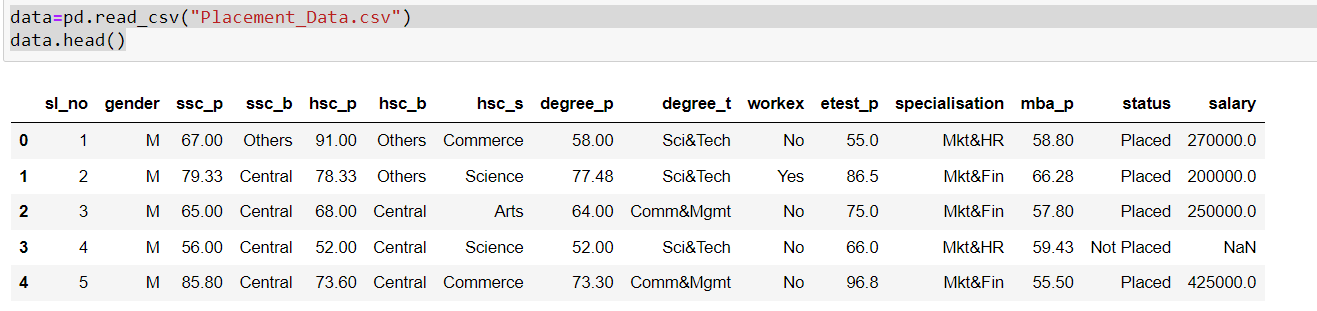 data=pd.read_csv("Placement_Data.csv")
data.head()
sl_no gender ssc_p ssc_b hsc_p hsc_b hsc_s degree_p degree_t workex etest_p specialisation mba_p status salary
0 1 M 67.00 Others 91.00 Others Commerce 58.00 Sci&Tech No 55.0 Mkt&HR 58.80 Placed 270000.0
1 2 M 79.33 Central 78.33 Others Science 77.48 Sci&Tech Yes 86.5 Mkt&Fin 66.28 Placed 200000.0
2 3 M 65.00 Central 68.00 Central Arts 64.00 Comm&Mgmt No 75.0 Mkt&Fin 57.80 Placed 250000.0
3 4 M 56.00 Central 52.00 Central Science 52.00 Sci&Tech No 66.0 Mkt&HR 59.43 Not Placed NaN
4 5 M 85.80 Central 73.60 Central Commerce 73.30 Comm&Mgmt No 96.8 Mkt&Fin 55.50 Placed 425000.0